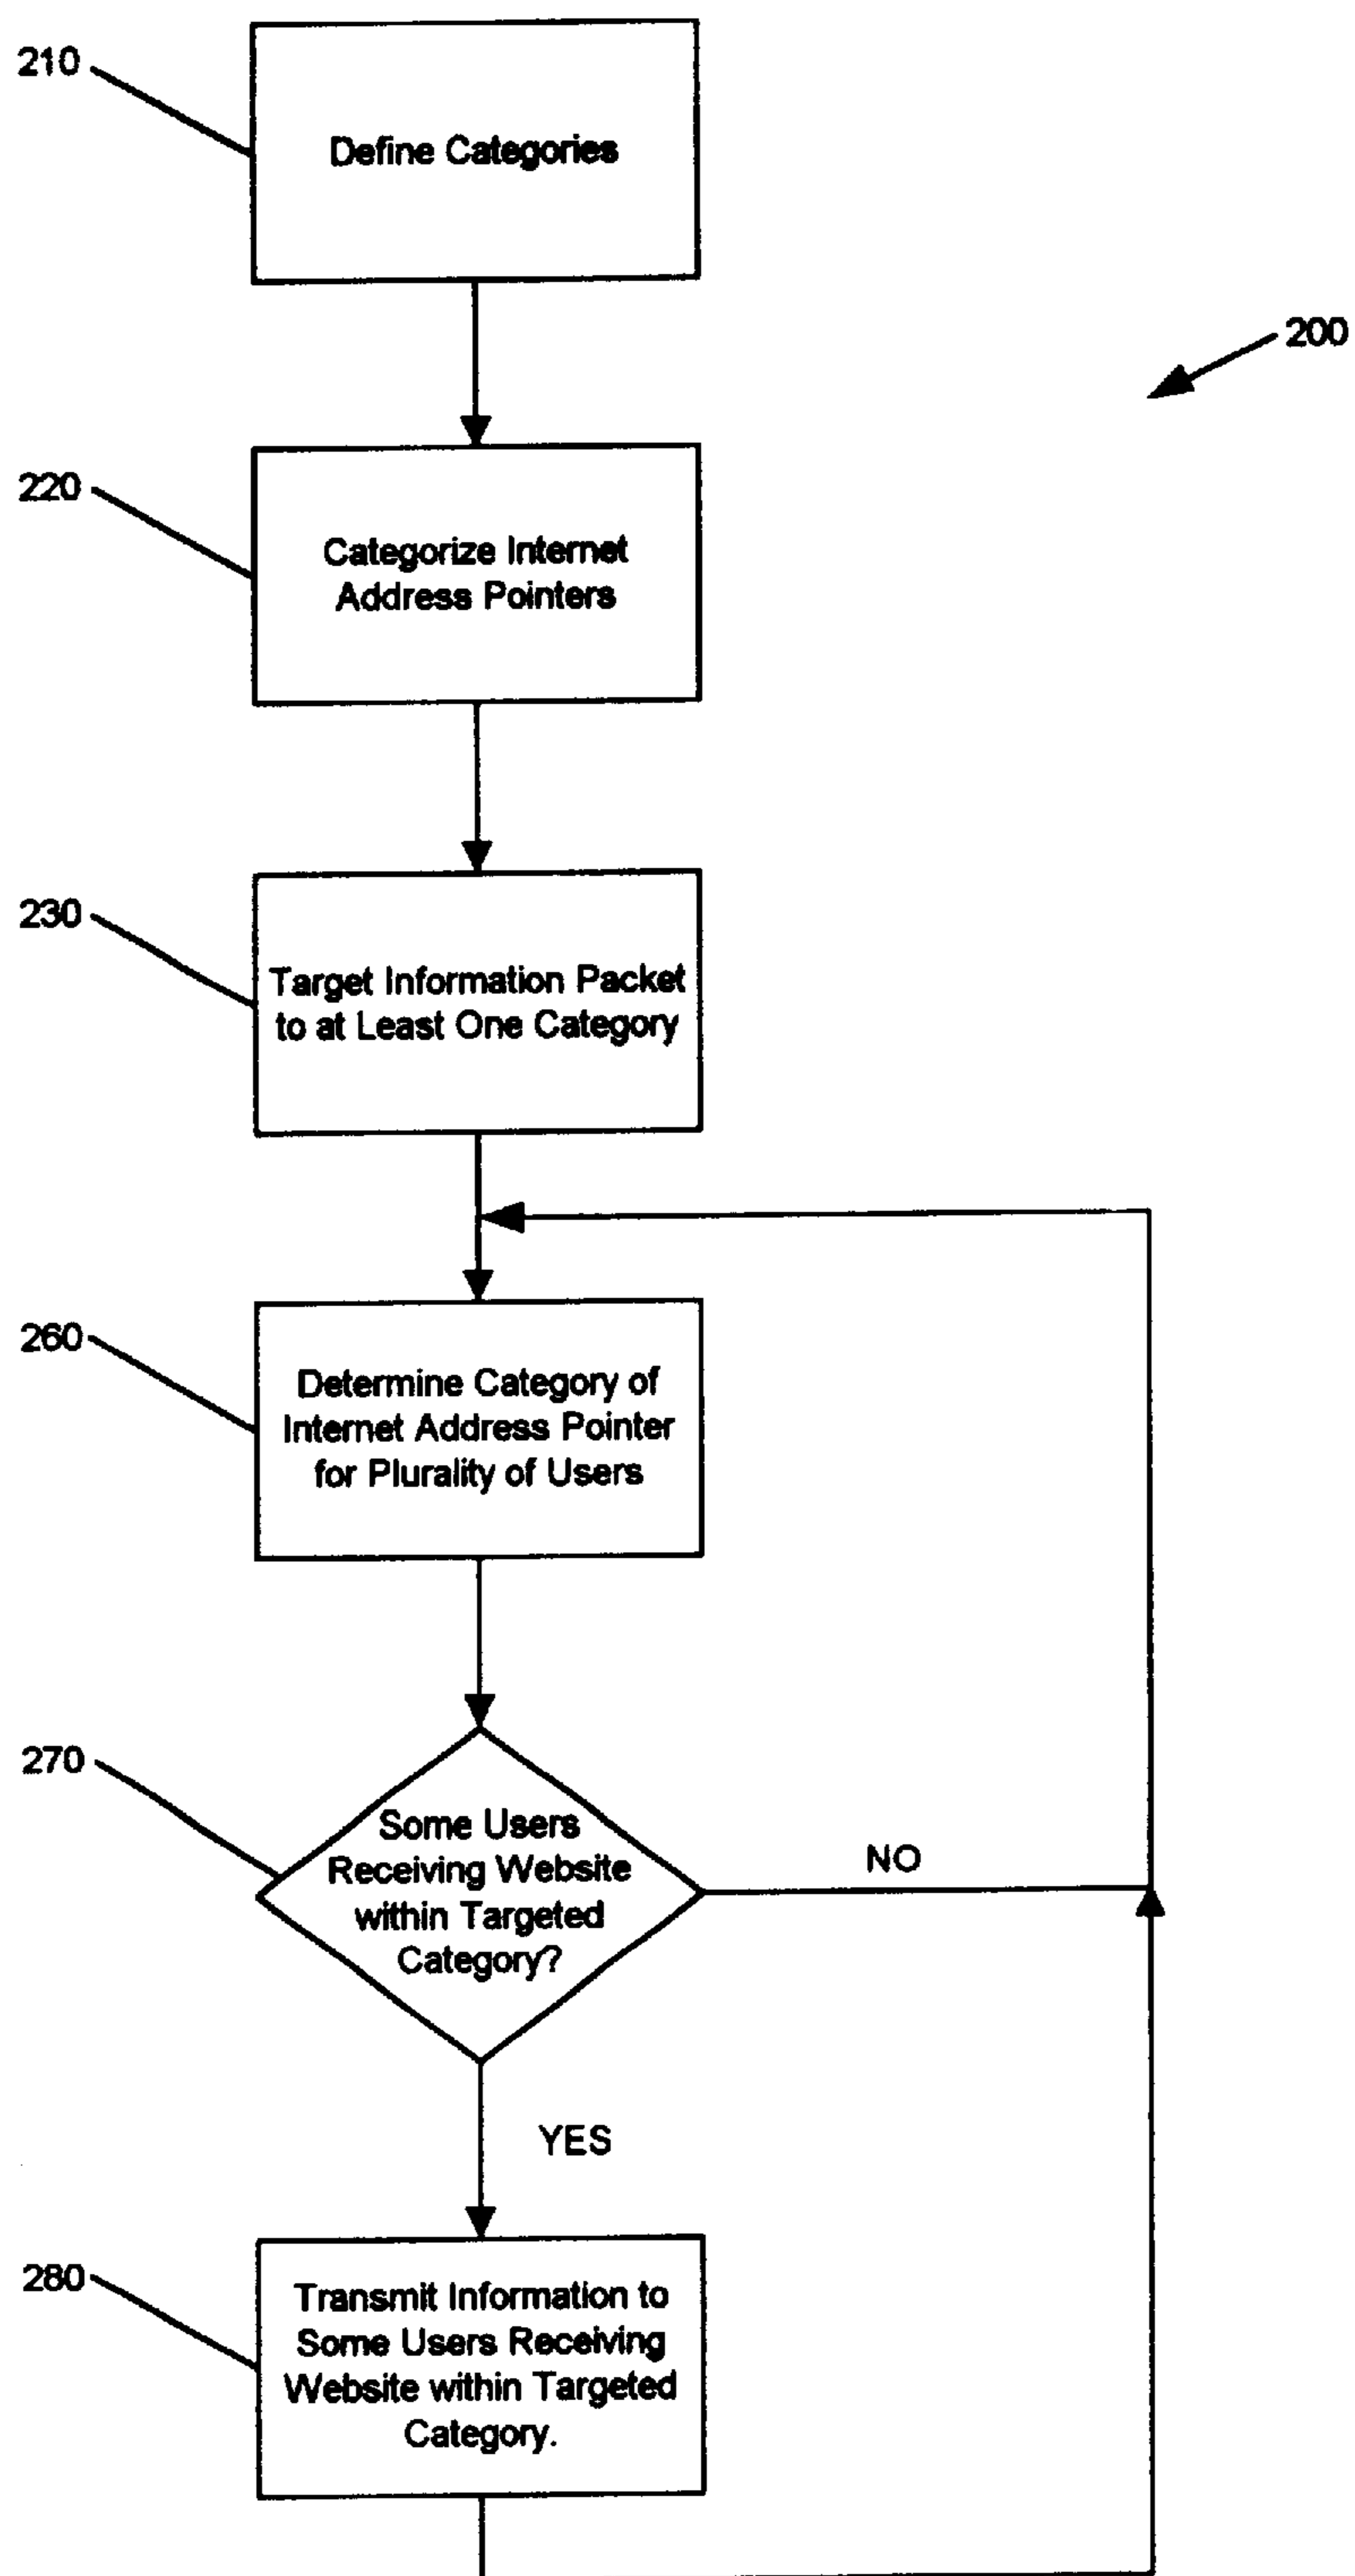 210
Define Categories
200
220
Categorize Internet
Address Pointers
230
Target Information Packet
to at Least One Category
260
Determine Category of
Internet Address Pointer
for Plurality of Users
270
Some Users
Receiving Website
within Targeted
Category?
NO
YES
280
Transmit Information to
Some Users Receiving
Website within Targeted
Category.